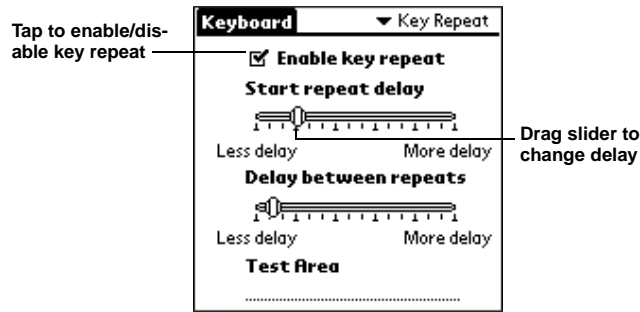 Keyboard
Key Repeat
Tap to enable/dis-
able key repeat
Enable key repeat
Start repeat delay
Less delay More delay
Drag slider to
change delay
Delay between repeats
Less delay More delay
Test Area